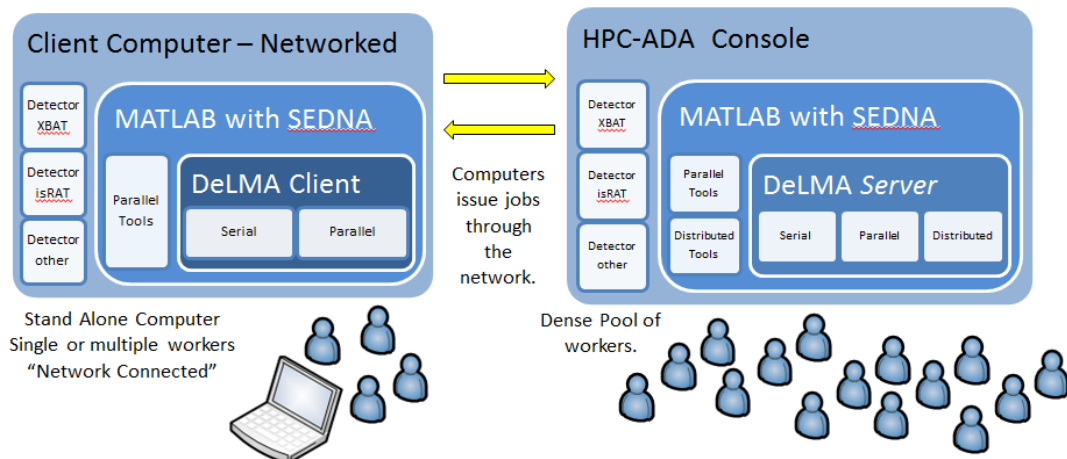 Client Computer – Networked
Detector
XBAT
Detector
isRAT
Detector
other
MATLAB with SEDNA
Parallel
Tools
DeLMA Client
Serial
Parallel
Stand Alone Computer
Single or multiple workers
“Network Connected”
Computers
issue jobs
through
the
network.
HPC-ADA Console
Detector
XBAT
Detector
isRAT
Detector
other
MATLAB with SEDNA
Parallel
Tools
Distributed
Tools
DeLMA Server
Serial
Parallel
Distributed
Dense Pool of
workers.